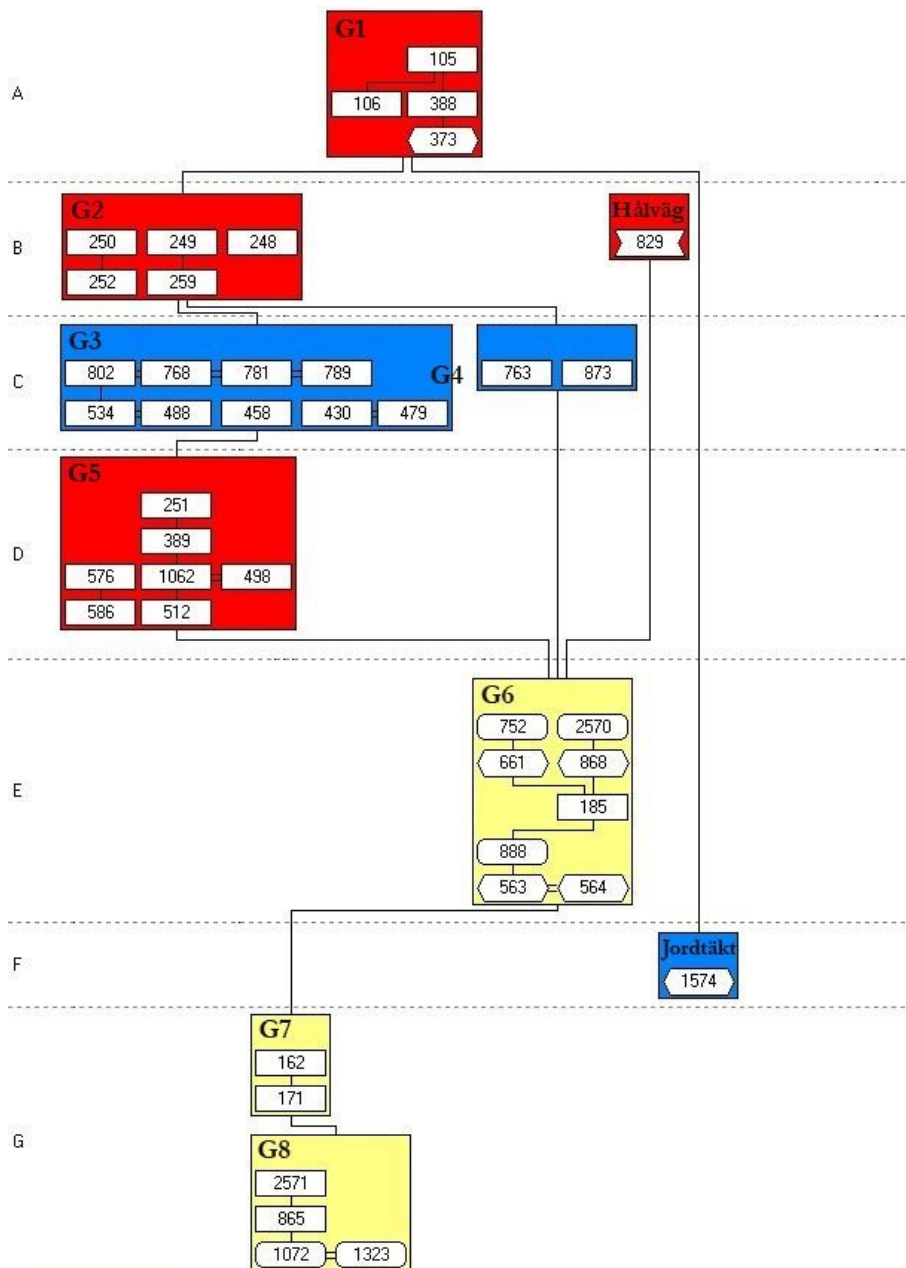 G1
105
A
106 388
373
G2 Hålväg
B
250 249 248 829
252 259
G3
C
802 768 781 789 G4 763 873
534 488 458 430 479
G5
251
389
D
576 1062 498
586 512
G6
752 2570
661 868
E
185
888
563 564
F
Jordtäkt
1574
G7
162
171
G
G8
2571
865
1072 1323